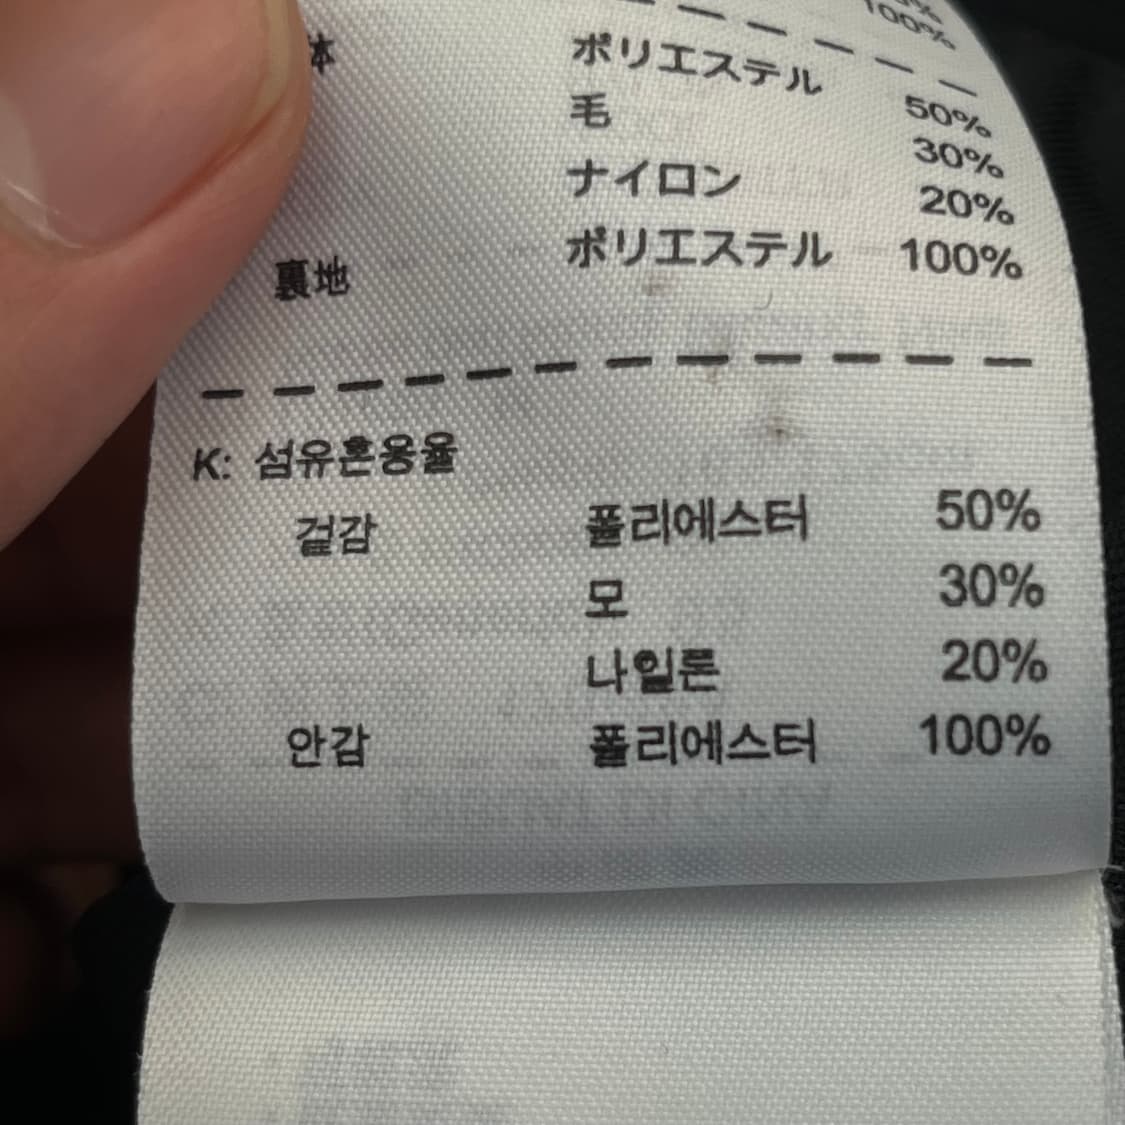 100%
体 ポリエステル 50%
毛 30%
ナイロン 20%
裏地 ポリエステル 100%
K: 섬유혼용율
겉감 폴리에스터 50%
모 30%
나일론 20%
안감 폴리에스터 100%